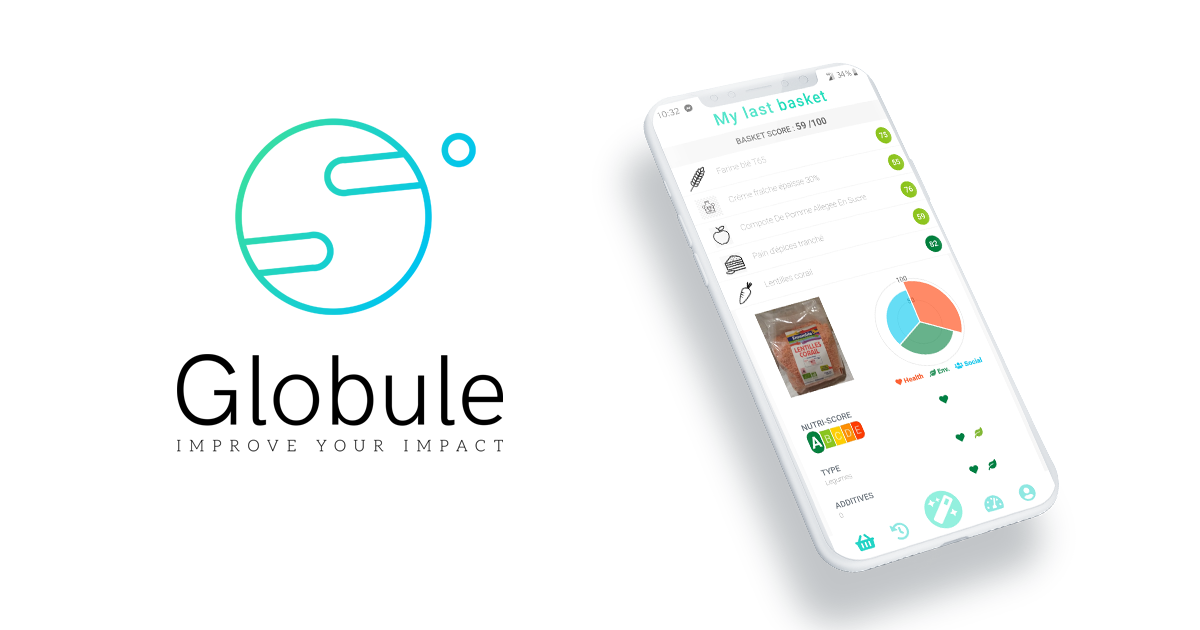 Globule
IMPROVE YOUR IMPACT
10:32
34%
My last basket
BASKET SCORE : 59 /100
Farine blé T65
75
Crème fraîche épaisse 30%
55
Compote De Pomme Allegée En Sucre
76
Pain d'épices tranché
59
Lentilles corail
82
100
50
LENTILLES
CORAIL
Health
Env.
Social
NUTRI-SCORE
A B C D E
TYPE
Légumes
ADDITIVES
0